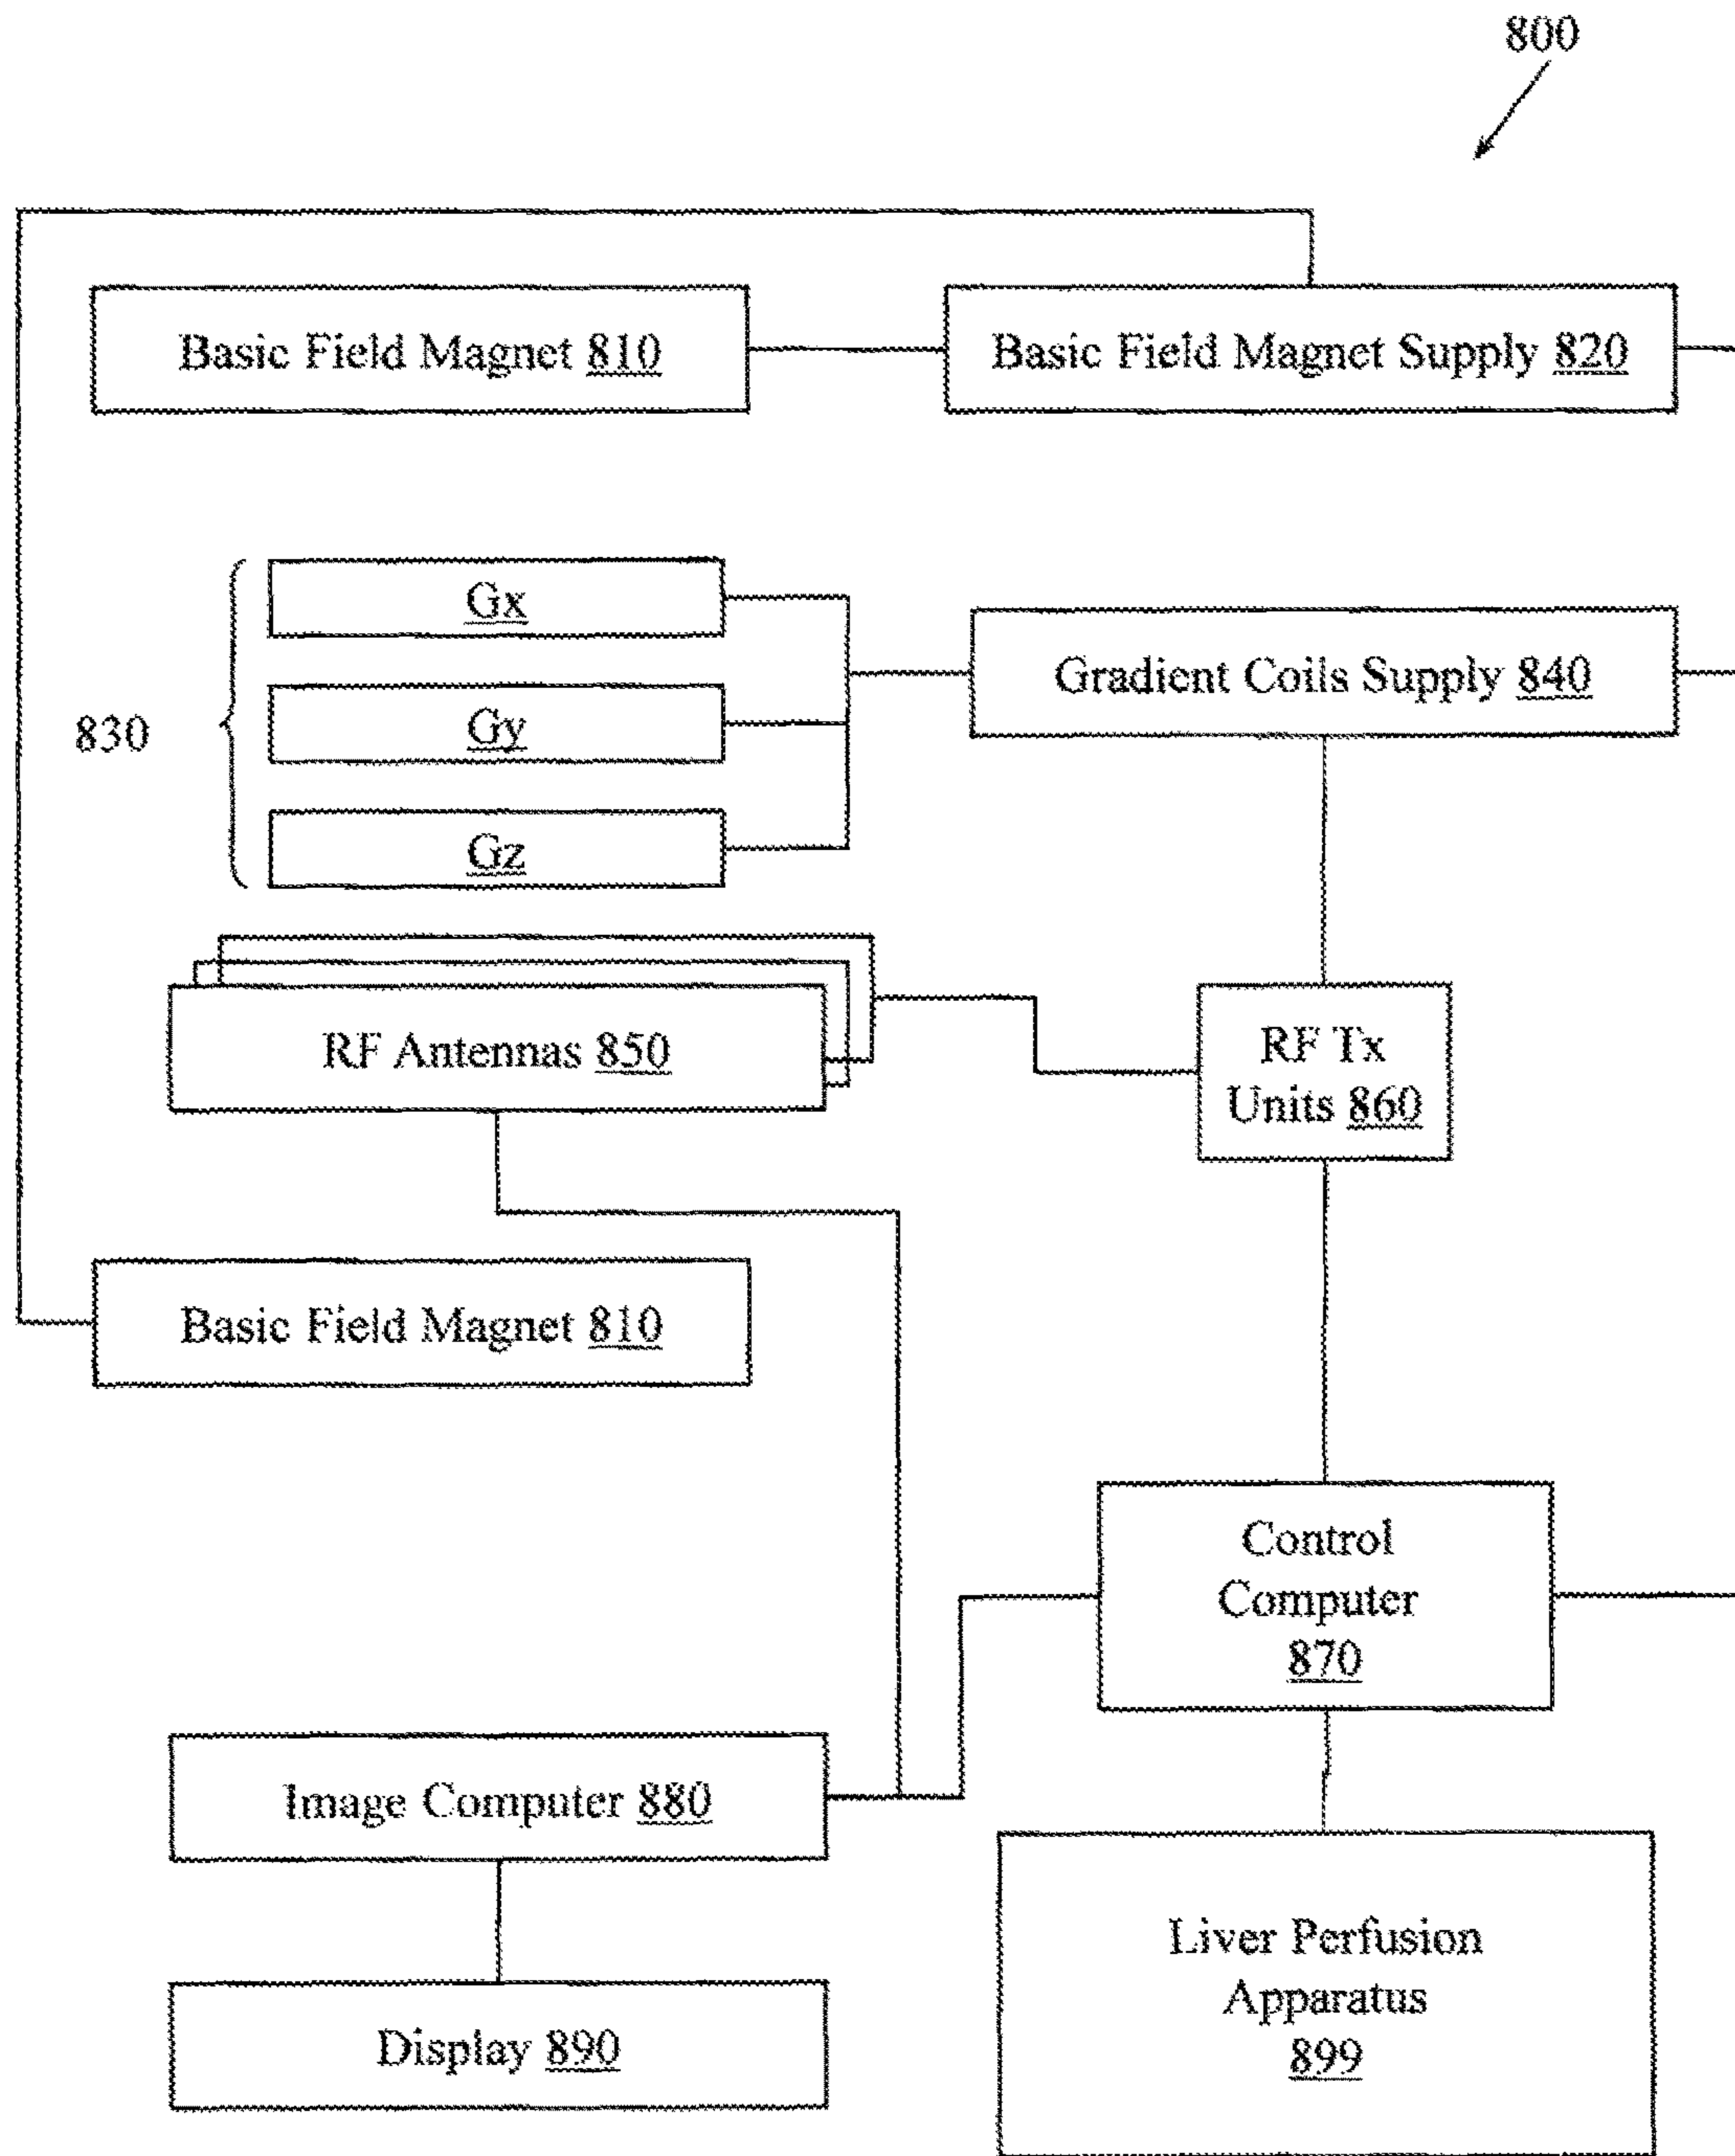 800
Basic Field Magnet 810
Basic Field Magnet Supply 820
Gx
Gradient Coils Supply 840
830
Gy
Gz
RF Antennas 850
RF Tx
Units 860
Basic Field Magnet 810
Control
Computer
870
Image Computer 880
Liver Perfusion
Apparatus
899
Display 890